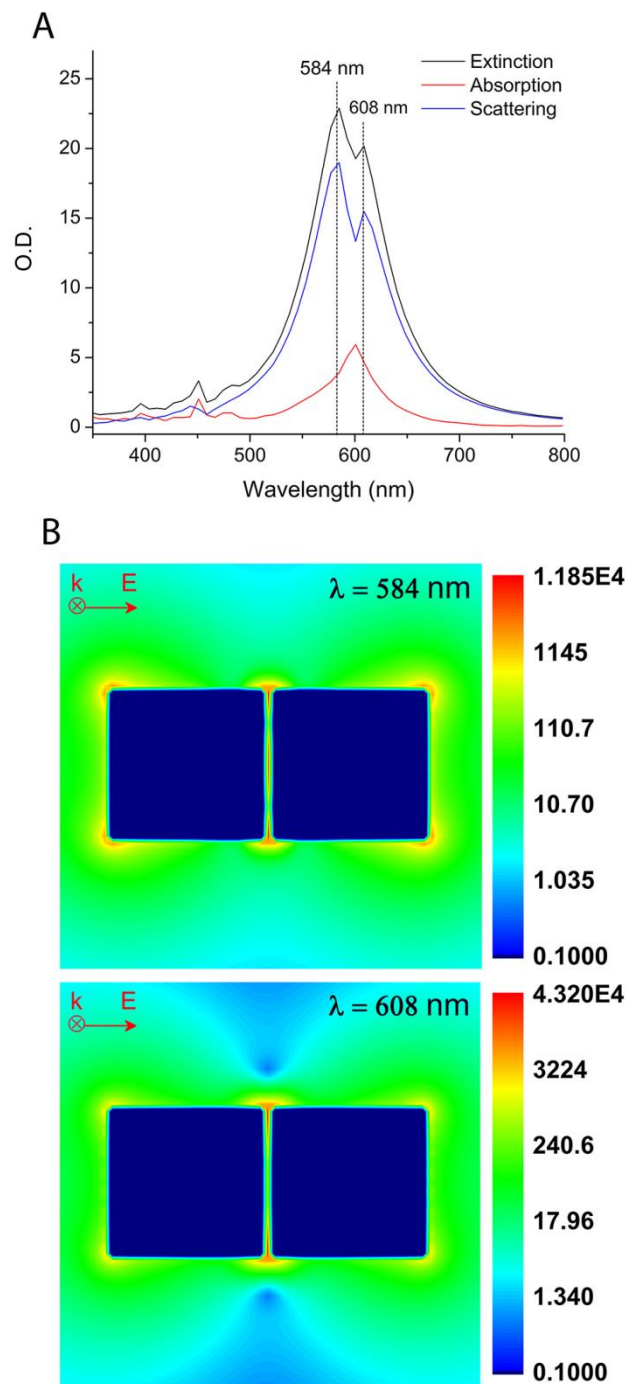 A
584 nm
608 nm
Extinction
Absorption
Scattering
25
20
15
10
5
0
O.D.
400
500
600
700
800
Wavelength (nm)
B
k E
λ = 584 nm
1.185E4
1145
110.7
10.70
1.035
0.1000
k E
λ = 608 nm
4.320E4
3224
240.6
17.96
1.340
0.1000